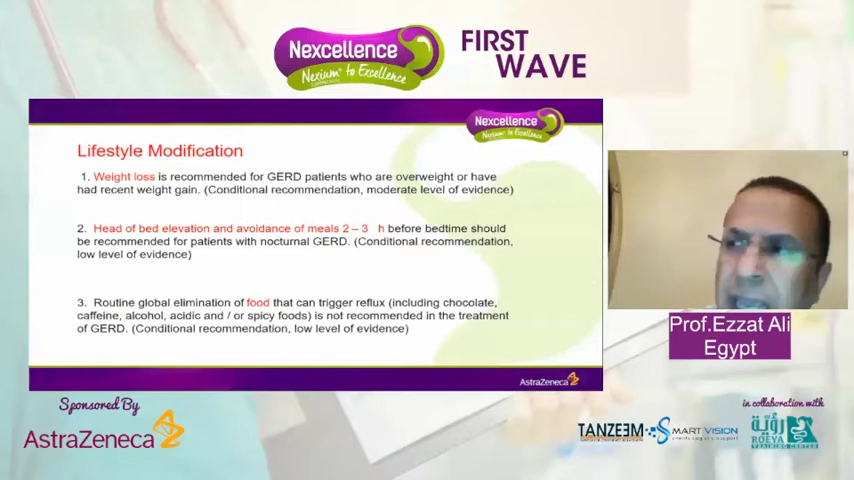 Nexcellence
Nexium® to Excellence
FIRST
WAVE
Nexcellence
Nexium® to Excellence
Lifestyle Modification
1. Weight loss is recommended for GERD patients who are overweight or have
had recent weight gain. (Conditional recommendation, moderate level of evidence)
2. Head of bed elevation and avoidance of meals 2 – 3 h before bedtime should
be recommended for patients with nocturnal GERD. (Conditional recommendation,
low level of evidence)
3. Routine global elimination of food that can trigger reflux (including chocolate,
caffeine, alcohol, acidic and / or spicy foods) is not recommended in the treatment
of GERD. (Conditional recommendation, low level of evidence)
AstraZeneca
Prof.Ezzat Ali
Egypt
Sponsored By
AstraZeneca
in collaboration with
TANZEEM
SMART VISION
رؤية
ROEYA
TRAINING CENTER